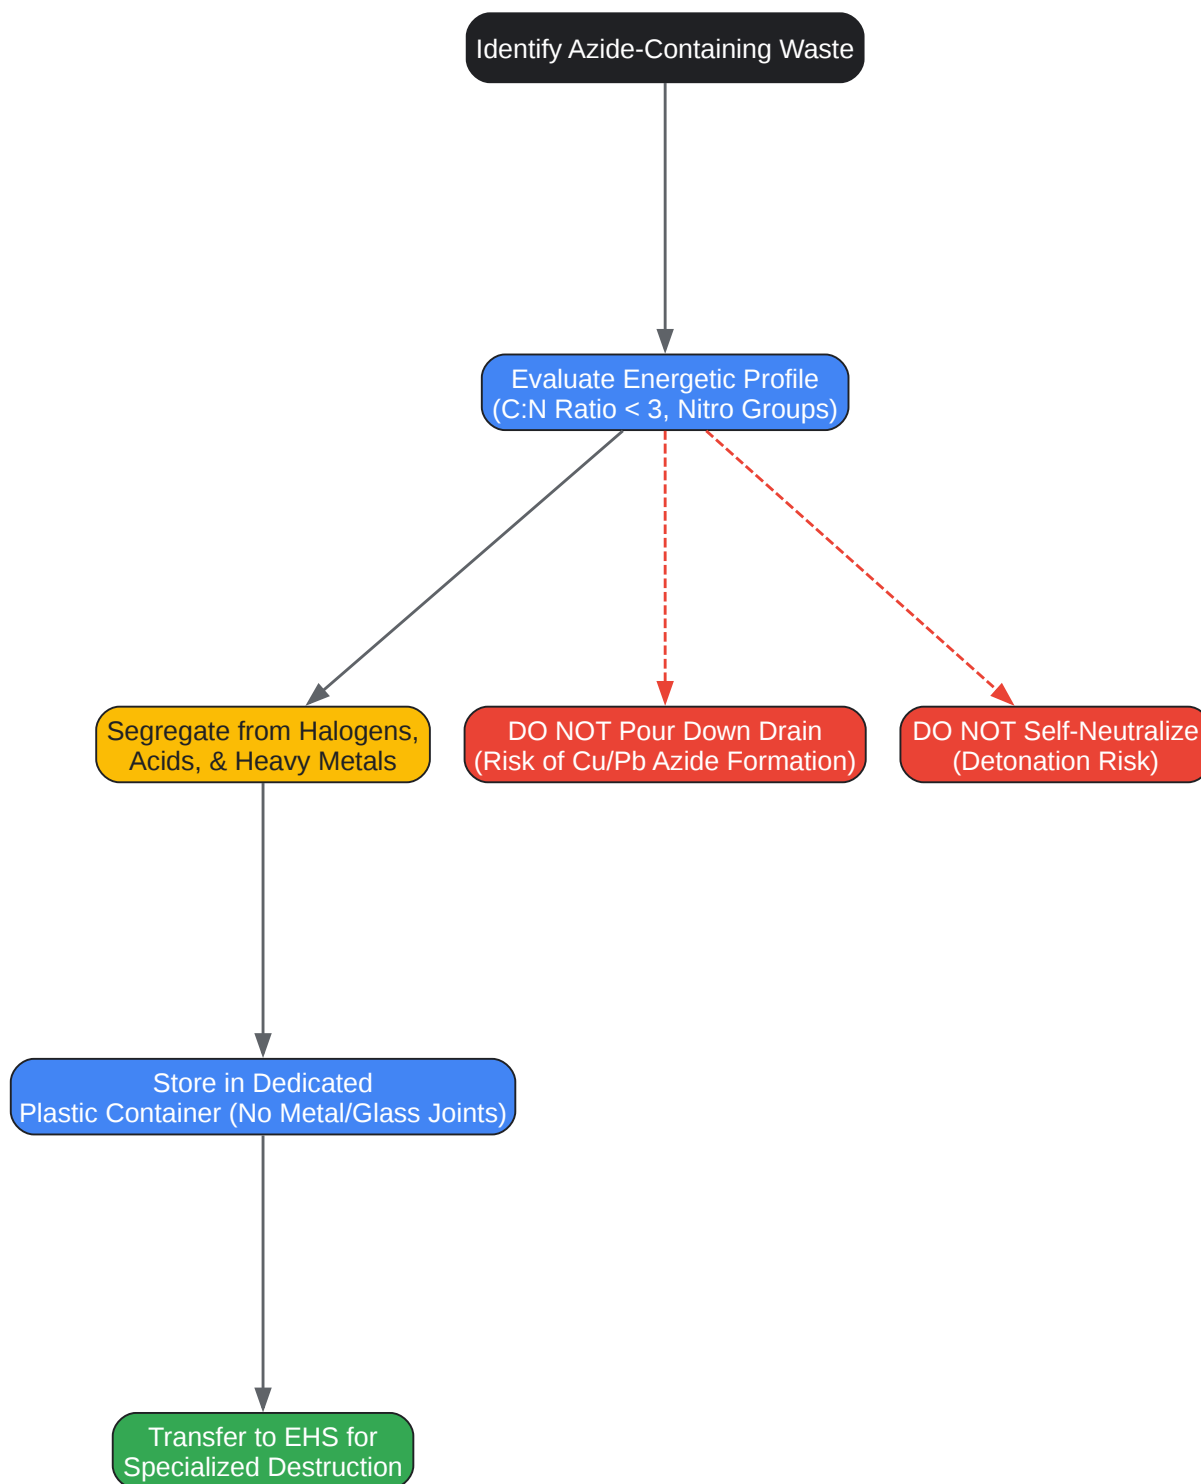 Identify Azide-Containing Waste
Evaluate Energetic Profile
(C:N Ratio < 3, Nitro Groups)
Segregate from Halogens,
Acids, & Heavy Metals
DO NOT Pour Down Drain
(Risk of Cu/Pb Azide Formation)
DO NOT Self-Neutralize
(Detonation Risk)
Store in Dedicated
Plastic Container (No Metal/Glass Joints)
Transfer to EHS for
Specialized Destruction